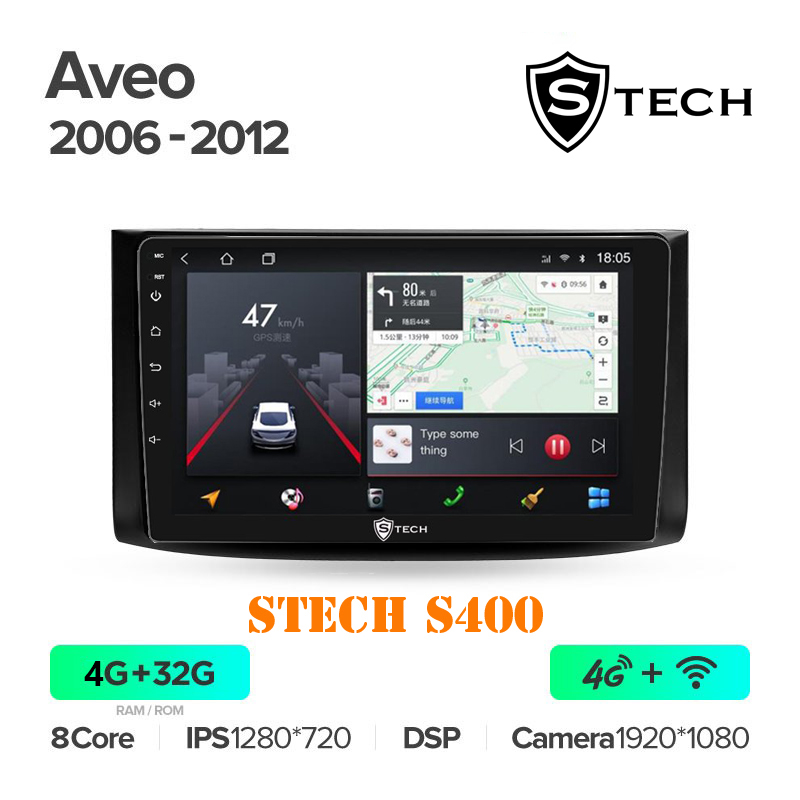 Aveo
2006 - 2012
S TECH
MIC
RST
18:05
47 km/h
GPS测速
80 米 后
无名道路
随后44米
1.5公里 · 13分钟 10:09
09:56
继续导航
Type some
thing
S TECH
STECH S400
4G+32G
RAM / ROM
4G +
8Core IPS1280*720 DSP Camera1920*1080